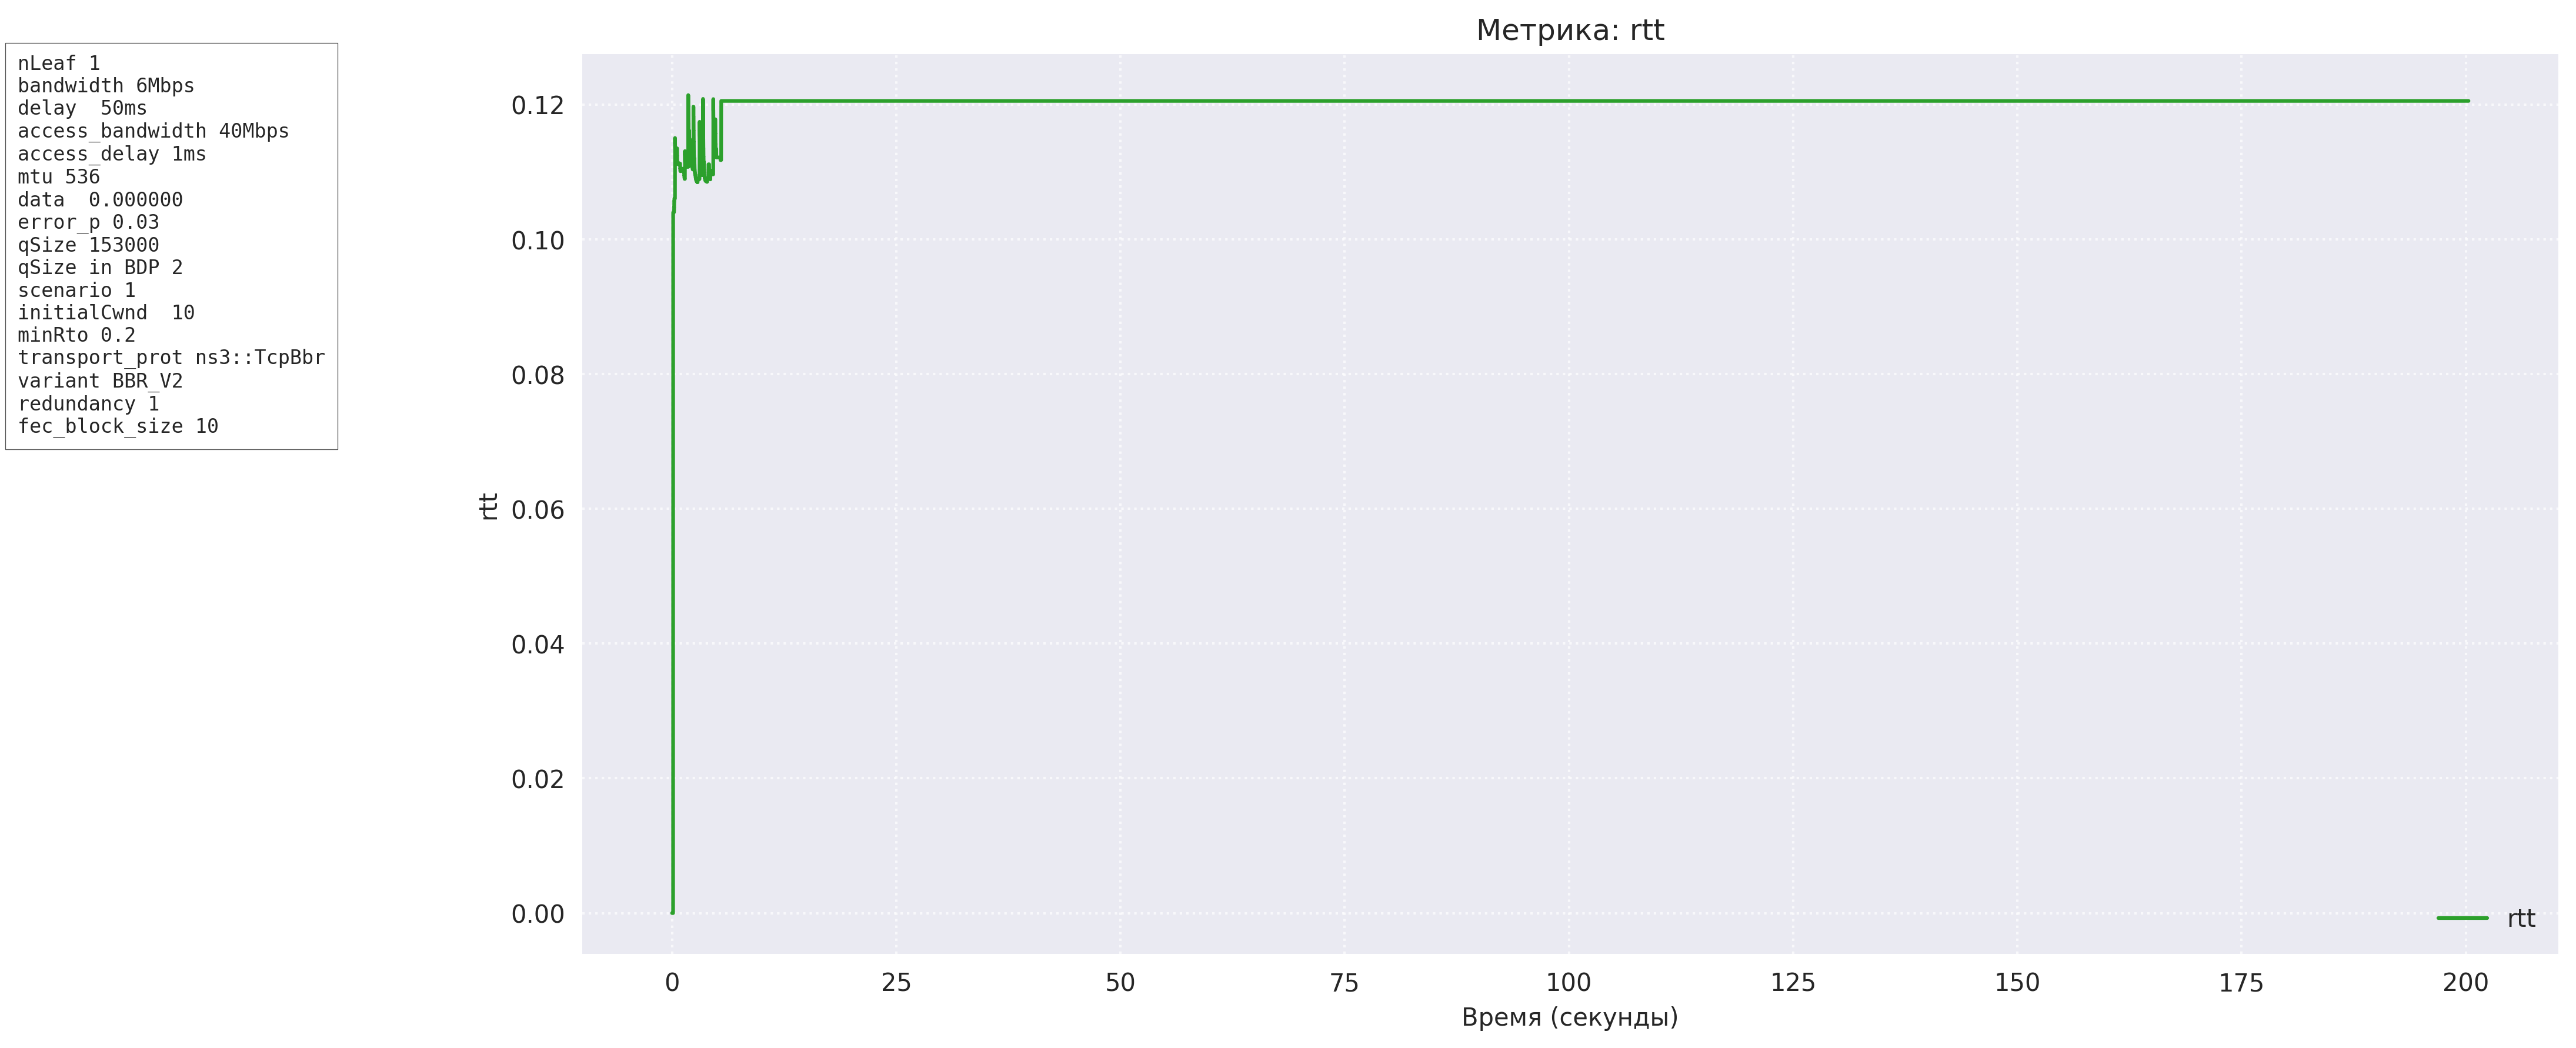 Метрика: rtt
nLeaf 1
bandwidth 6Mbps
delay  50ms
access_bandwidth 40Mbps
access_delay 1ms
mtu 536
data  0.000000
error_p 0.03
qSize 153000
qSize in BDP 2
scenario 1
initialCwnd  10
minRto 0.2
transport_prot ns3::TcpBbr
variant BBR_V2
redundancy 1
fec_block_size 10
rtt
0.12
0.10
0.08
0.06
0.04
0.02
0.00
rtt
0 25 50 75 100 125 150 175 200
Время (секунды)